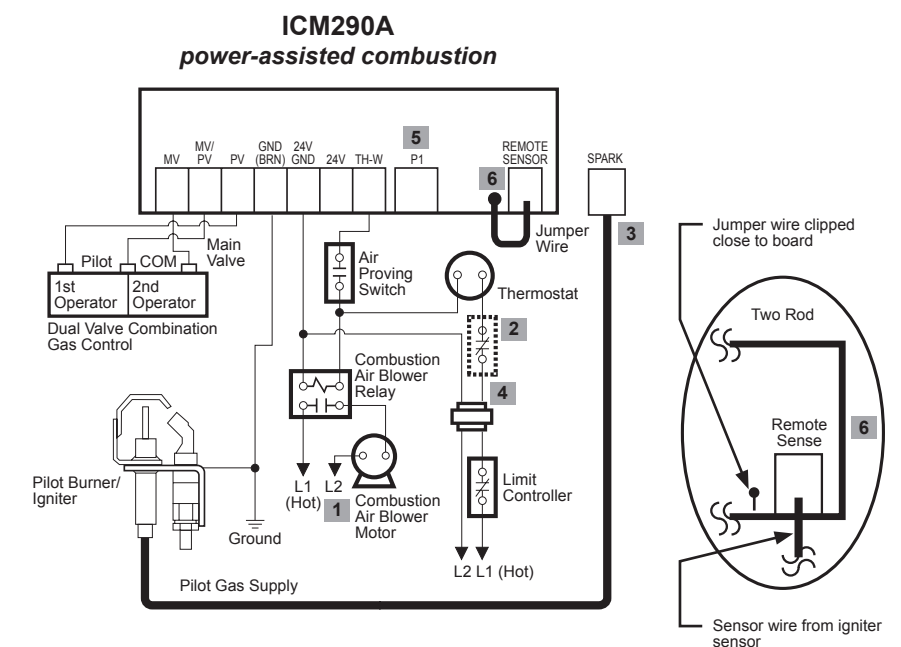 ICM290A
power-assisted combustion
5
6
MV
MV/
PV
PV
GND
(BRN)
24V
GND
24V
TH-W
P1
REMOTE
SENSOR
SPARK
3
Jumper
Wire
Main
Valve
Pilot
COM
1st
Operator
2nd
Operator
Dual Valve Combination
Gas Control
Air
Proving
Switch
Thermostat
2
Combustion
Air Blower
Relay
4
L1
(Hot)
L2
1
Combustion
Air Blower
Motor
Limit
Controller
L2 L1 (Hot)
Pilot Burner/
Igniter
Ground
Pilot Gas Supply
Jumper wire clipped
close to board
Two Rod
Remote
Sense
6
Sensor wire from igniter
sensor